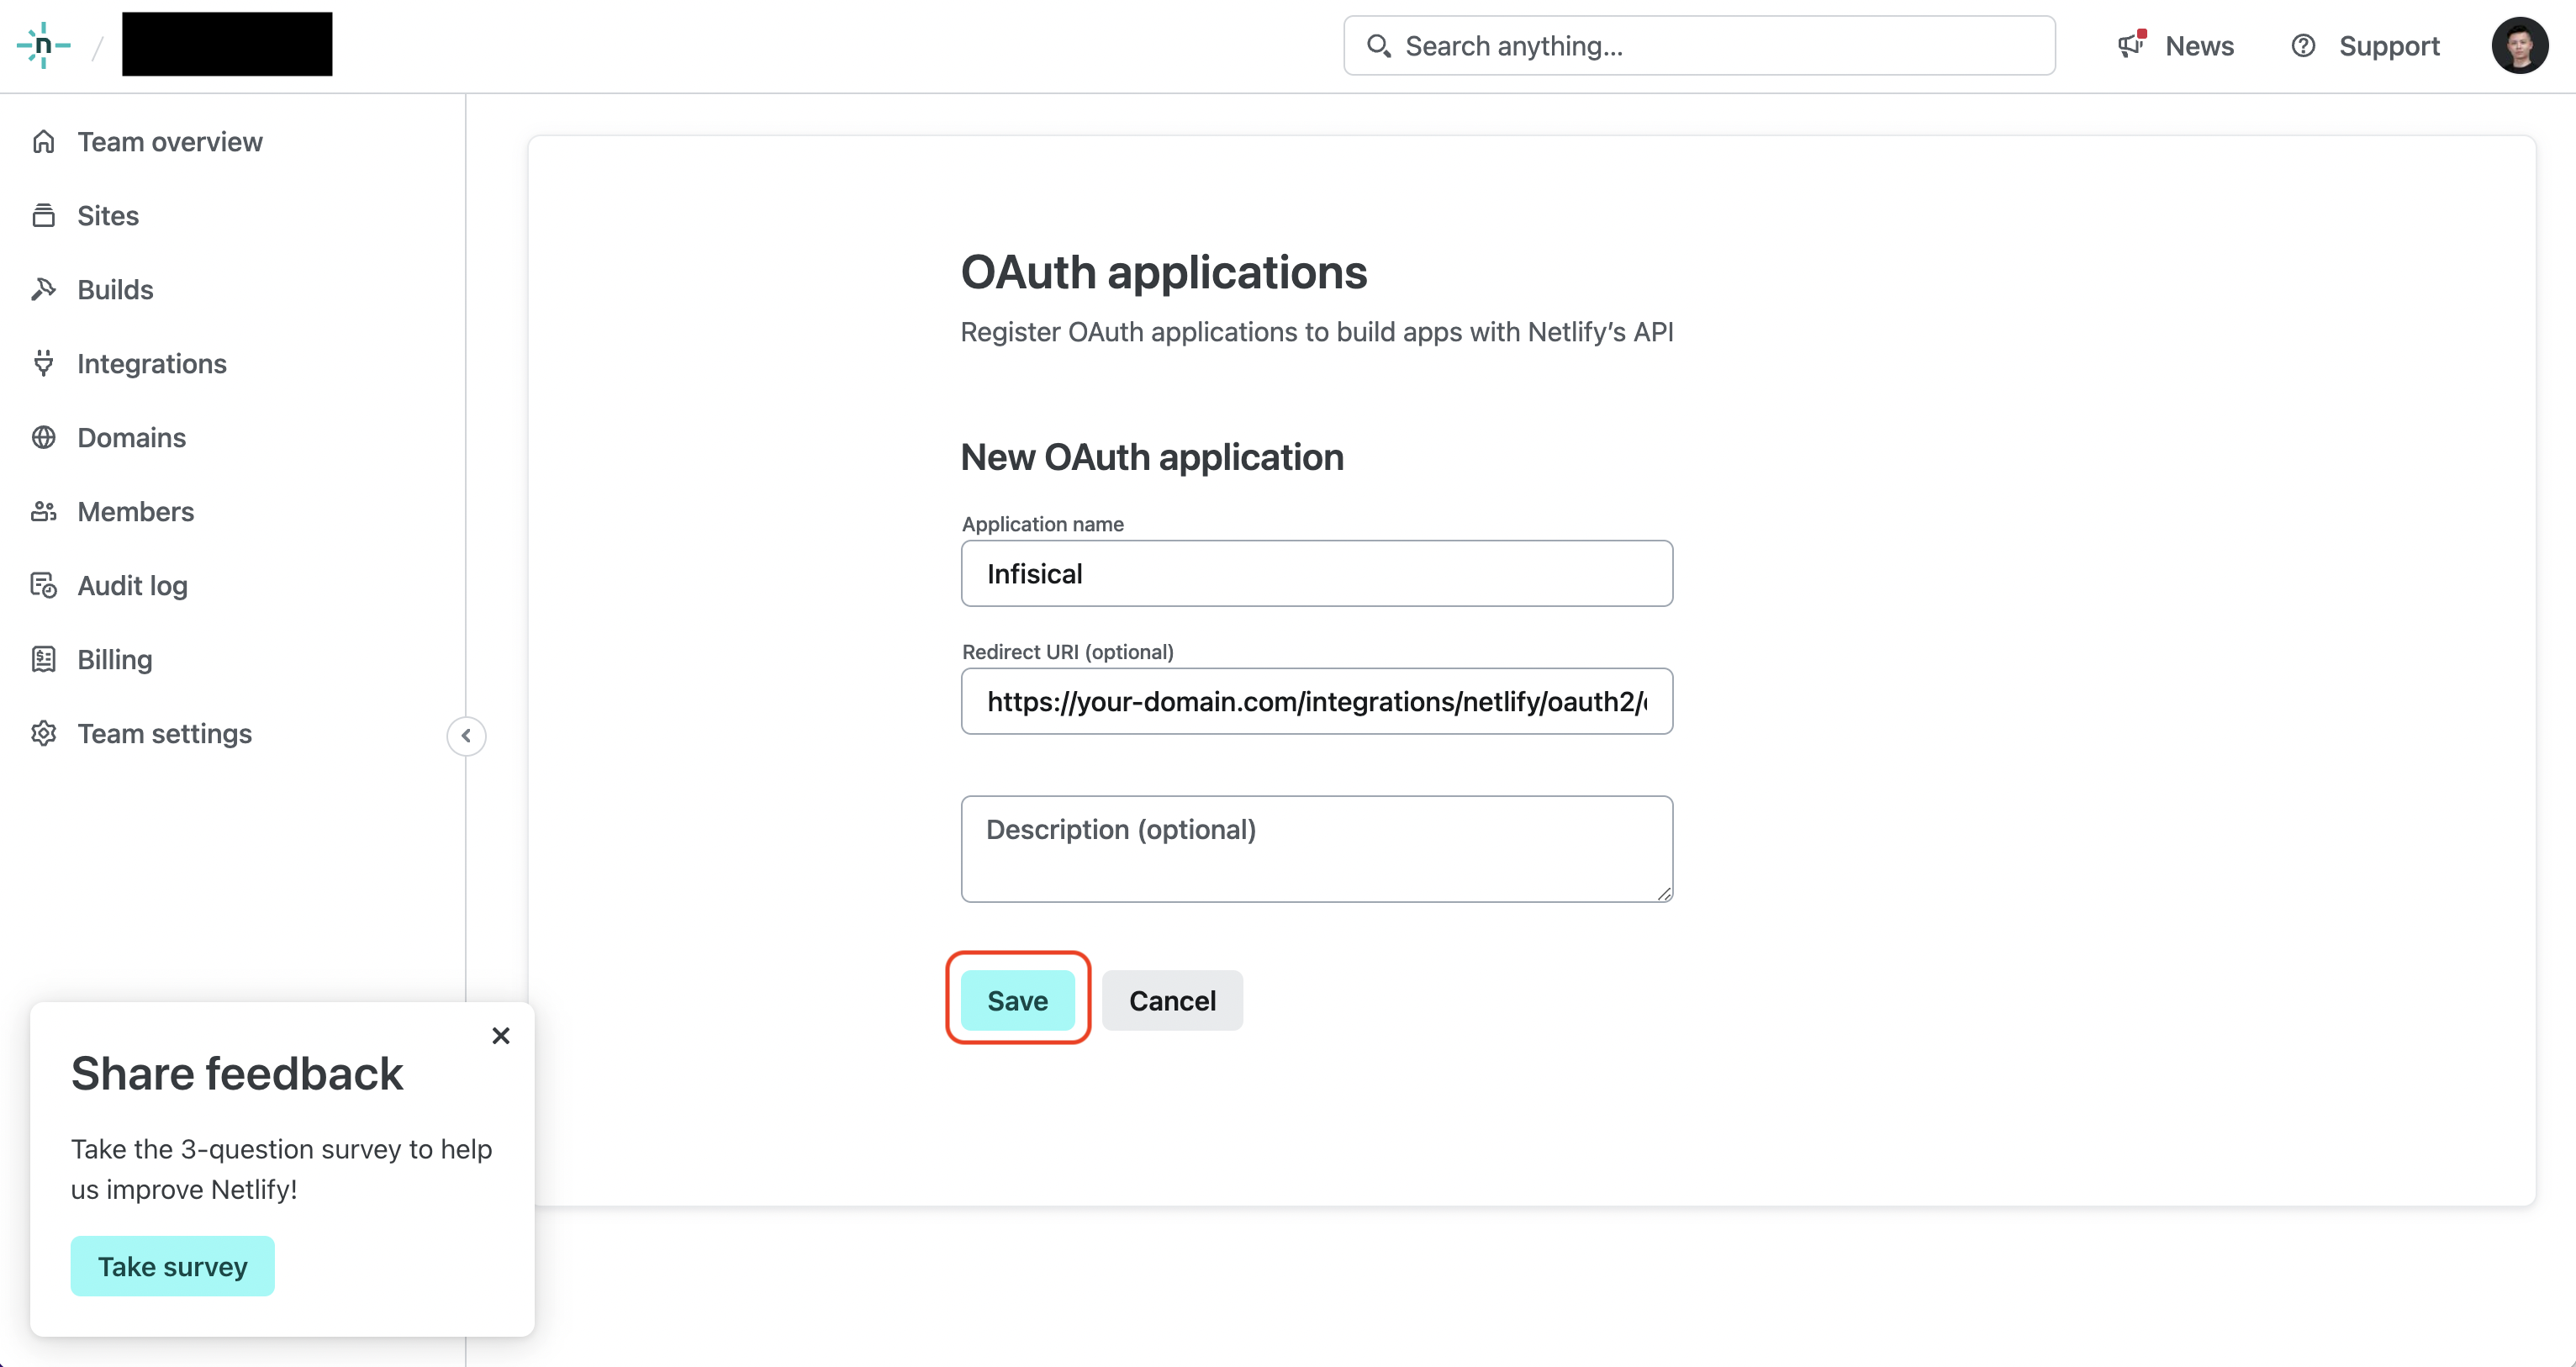 n
Search anything...
News
Support
Team overview
Sites
Builds
Integrations
Domains
Members
Audit log
Billing
Team settings
OAuth applications
Register OAuth applications to build apps with Netlify’s API
New OAuth application
Application name
Infisical
Redirect URI (optional)
https://your-domain.com/integrations/netlify/oauth2/
Description (optional)
Save
Cancel
Share feedback
Take the 3-question survey to help
us improve Netlify!
Take survey